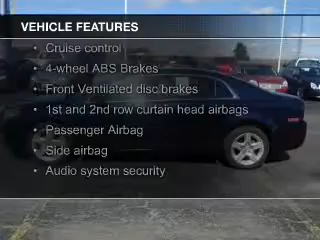 VEHICLE FEATURES
• Cruise control
• 4-wheel ABS Brakes
• Front Ventilated disc brakes
• 1st and 2nd row curtain head airbags
• Passenger Airbag
• Side airbag
• Audio system security